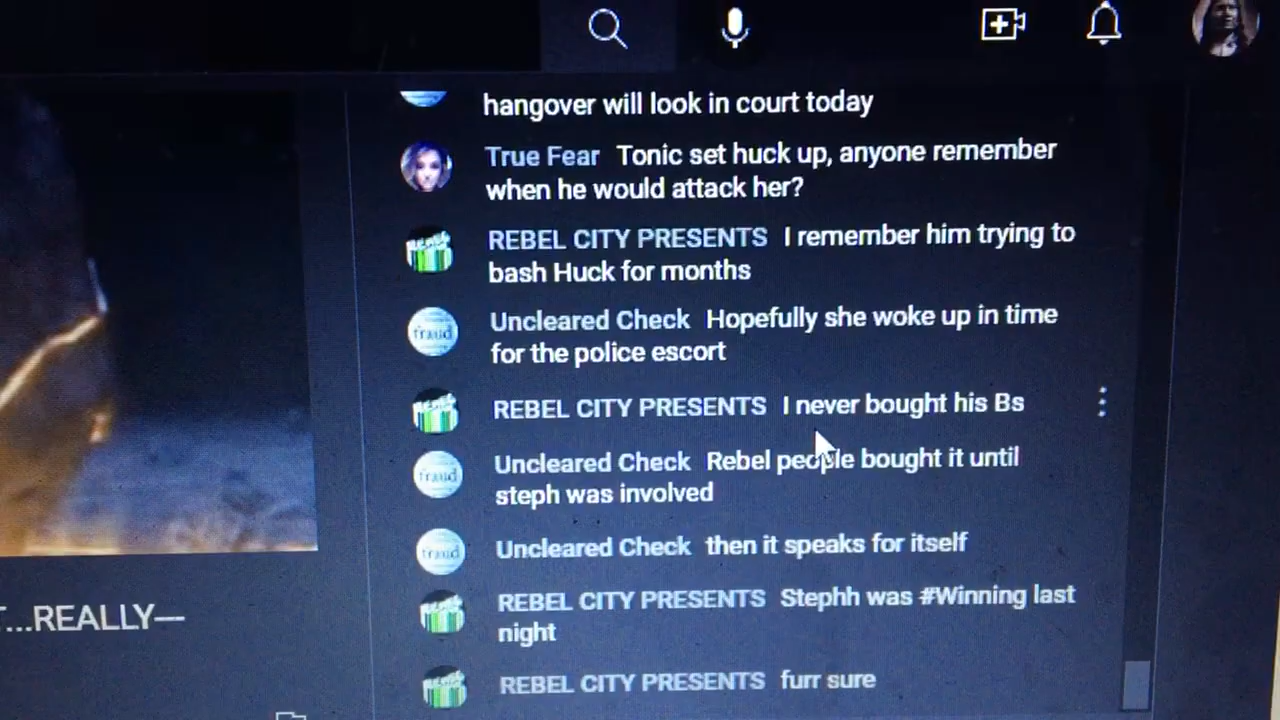 hangover will look in court today
True Fear Tonic set huck up, anyone remember
when he would attack her?
REBEL CITY PRESENTS I remember him trying to
bash Huck for months
fraud
Uncleared Check Hopefully she woke up in time
for the police escort
REBEL CITY PRESENTS I never bought his Bs
fraud
Uncleared Check Rebel people bought it until
steph was involved
fraud
Uncleared Check then it speaks for itself
REBEL CITY PRESENTS Stephh was #Winning last
night
T...REALLY—
REBEL CITY PRESENTS furr sure